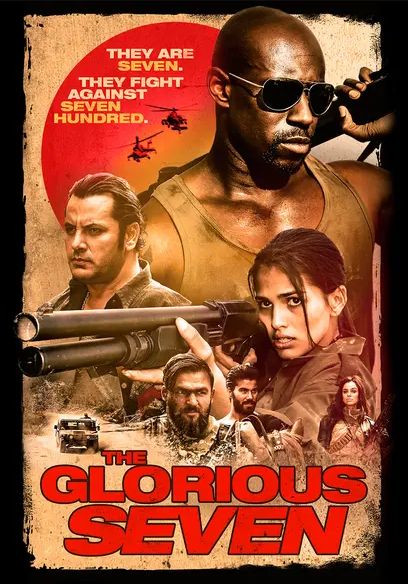 THEY ARE
SEVEN.
THEY FIGHT
AGAINST
SEVEN
HUNDRED.
THE
GLORIOUS
SEVEN